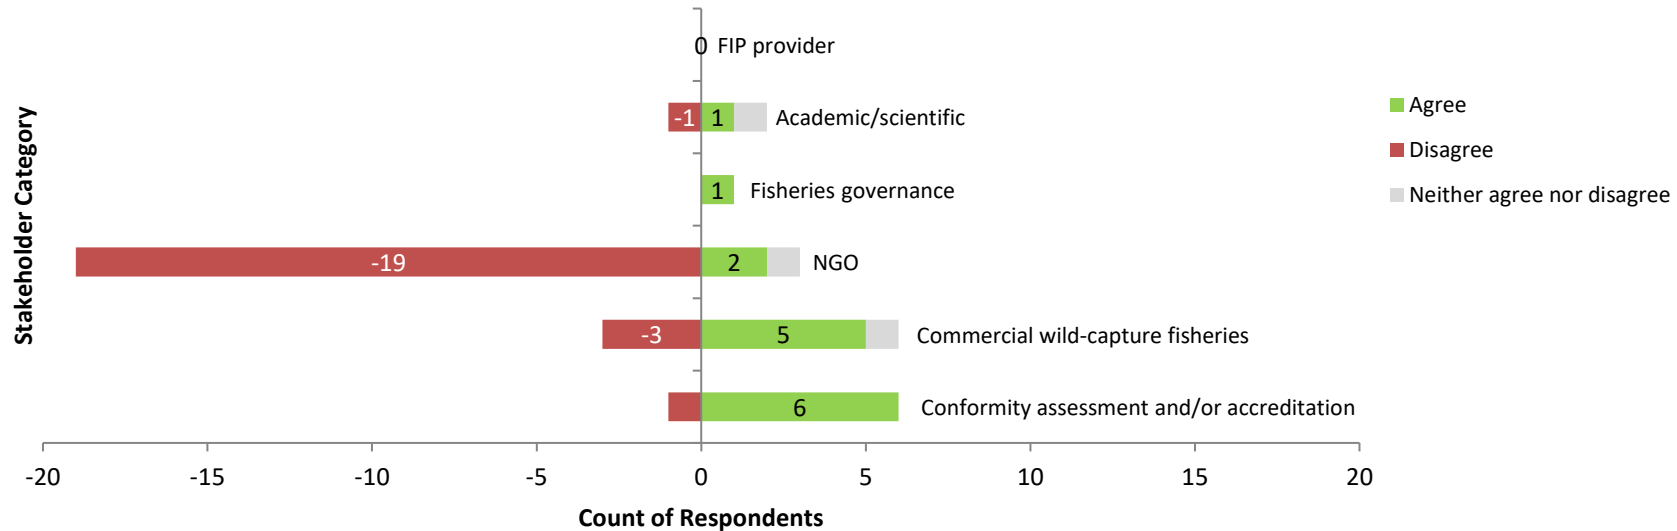 0 FIP provider
-1 1 Academic/scientific
1 Fisheries governance
-19 2 NGO
-3 5 Commercial wild-capture fisheries
6 Conformity assessment and/or accreditation
-20 -15 -10 -5 0 5 10 15 20
Count of Respondents
Stakeholder Category
Agree
Disagree
Neither agree nor disagree